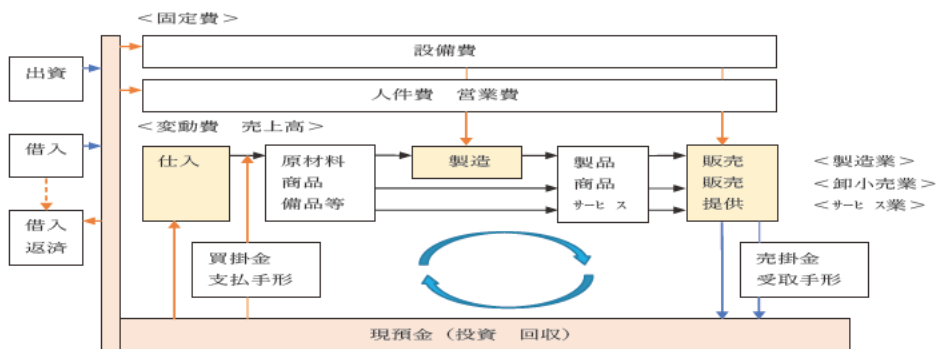 ＜固定費＞
設備費
出資
人件費　営業費
＜変動費　売上高＞
借入
仕入
原材料
商品
備品等
製造
製品
商品
サービス
販売
販売
提供
＜製造業＞
＜卸小売業＞
＜サービス業＞
借入
返済
買掛金
支払手形
売掛金
受取手形
現預金（投資　回収）